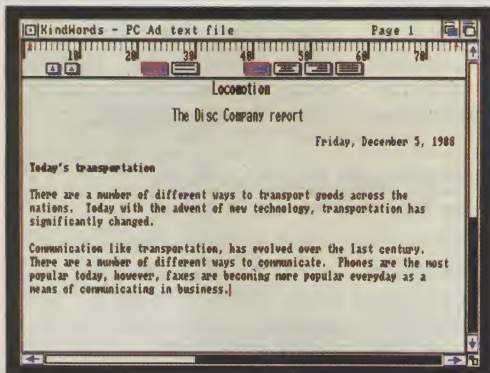 KindWords - PC Ad text file Page 1
10 20 30 40 50 60 70
Locomotion
The Disc Company report
Friday, December 5, 1988
Today's transportation
There are a number of different ways to transport goods across the
nations. Today with the advent of new technology, transportation has
significantly changed.
Communication like transportation, has evolved over the last century.
There are a number of different ways to communicate. Phones are the most
popular today, however, faxes are becoming more popular everyday as a
means of communicating in business.